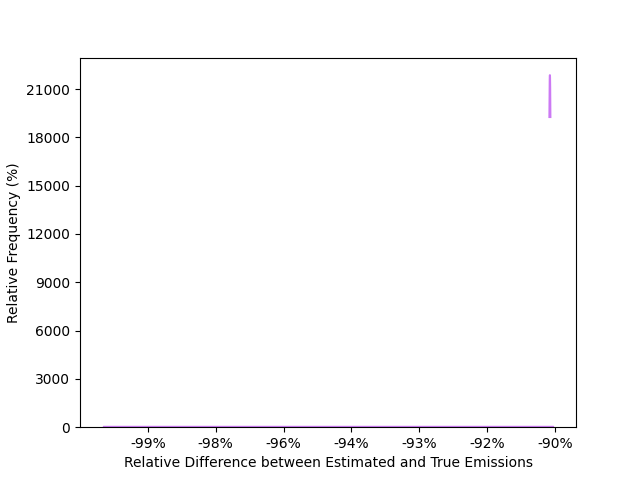 21000
18000
15000
12000
9000
6000
3000
0
Relative Frequency (%)
-99% -98% -96% -94% -93% -92% -90%
Relative Difference between Estimated and True Emissions